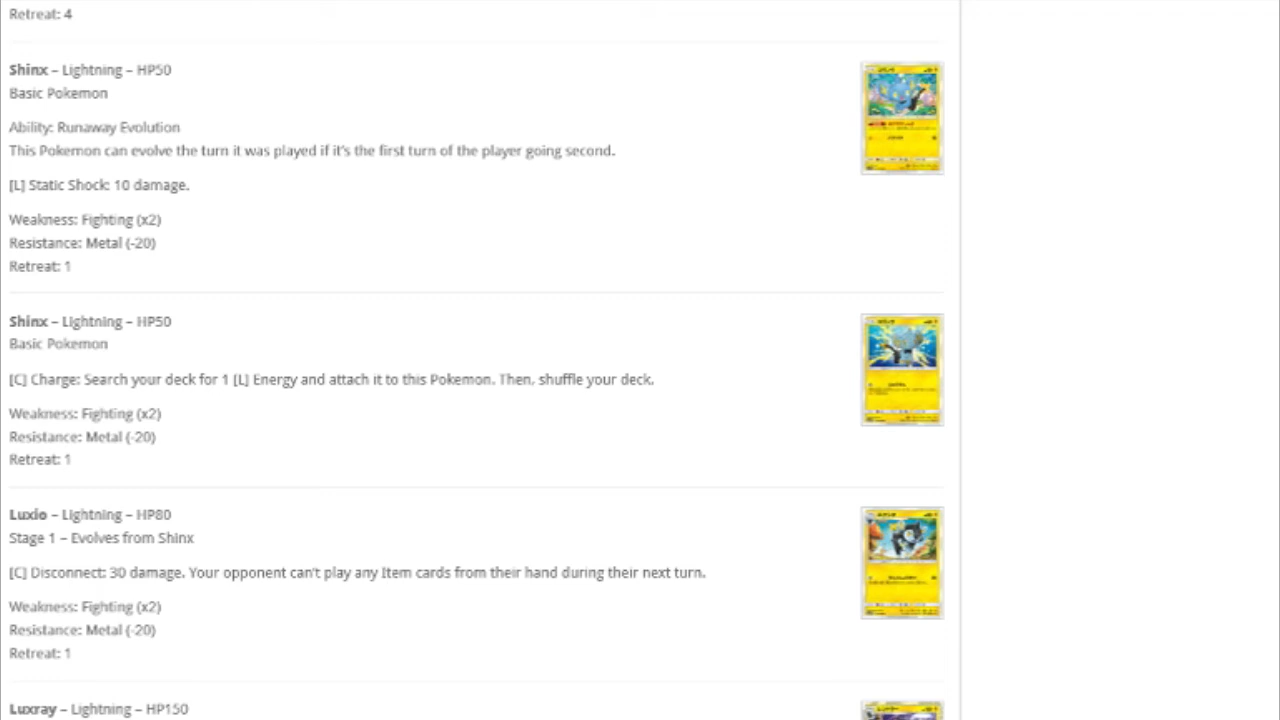 Retreat: 4
Shinx – Lightning – HP50
Basic Pokemon
Ability: Runaway Evolution
This Pokemon can evolve the turn it was played if it's the first turn of the player going second.
[L] Static Shock: 10 damage.
Weakness: Fighting (x2)
Resistance: Metal (-20)
Retreat: 1
Shinx – Lightning – HP50
Basic Pokemon
[C] Charge: Search your deck for 1 [L] Energy and attach it to this Pokemon. Then, shuffle your deck.
Weakness: Fighting (x2)
Resistance: Metal (-20)
Retreat: 1
Luxio – Lightning – HP80
Stage 1 – Evolves from Shinx
[C] Disconnect: 30 damage. Your opponent can't play any Item cards from their hand during their next turn.
Weakness: Fighting (x2)
Resistance: Metal (-20)
Retreat: 1
Luxray – Lightning – HP150